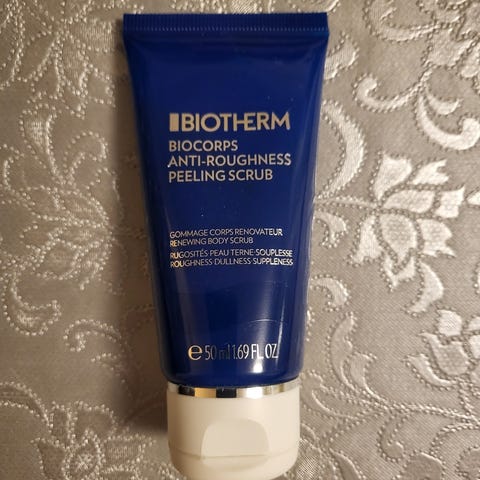 BIOTHERM
BIOCORPS
ANTI-ROUGHNESS
PEELING SCRUB
GOMMAGE CORPS RENOVATEUR
RENEWING BODY SCRUB
RUGOSITÉS·PEAU TERNE·SOUPLESSE
ROUGHNESS·DULLNESS·SUPPLENESS
℮ 50 ml 1.69 FL. OZ.